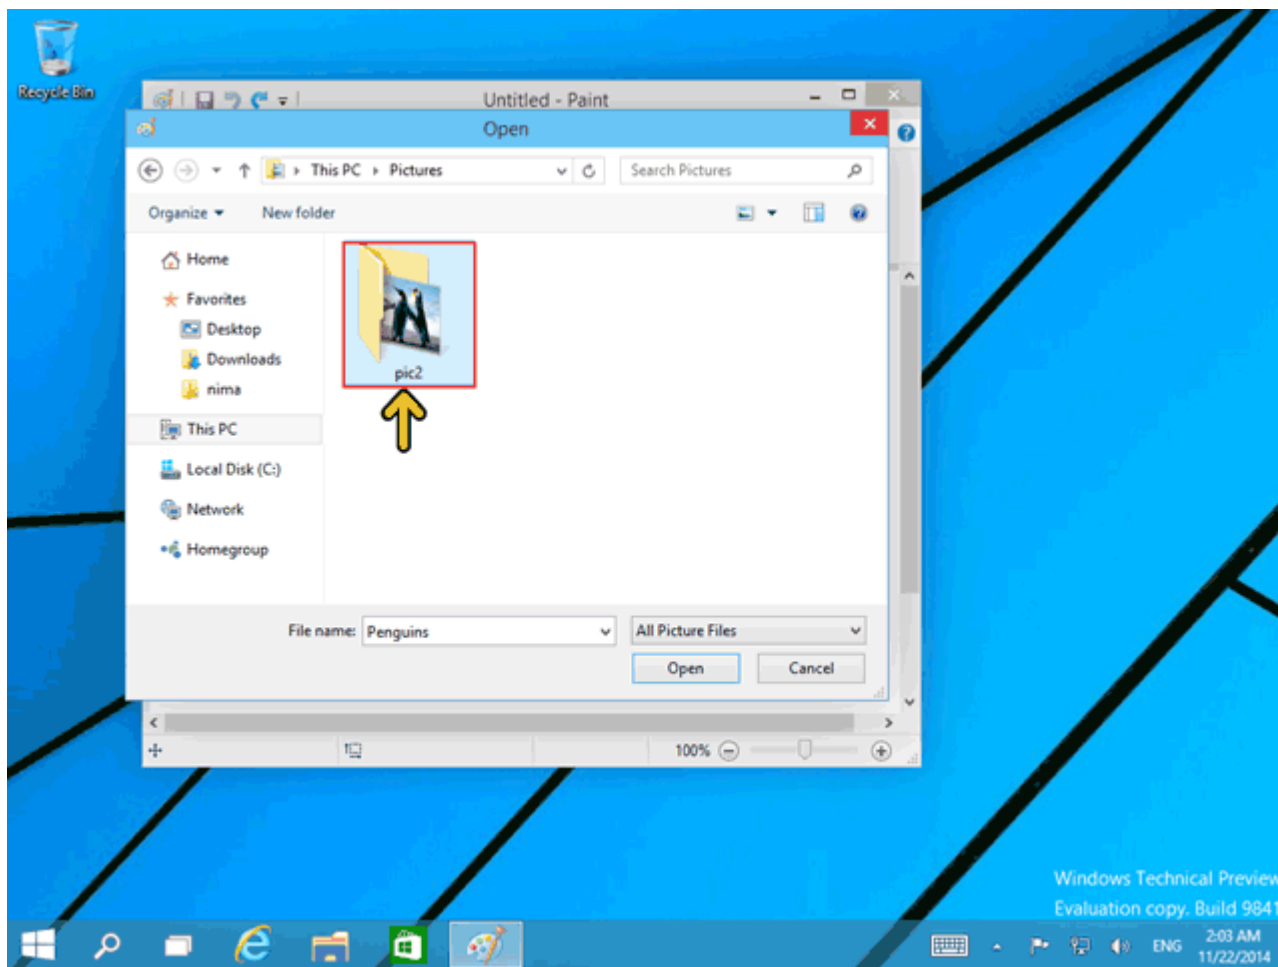 Recycle Bin
Untitled - Paint
Open
This PC Pictures
Search Pictures
Organize New folder
Home
Favorites
Desktop
Downloads
nima
This PC
Local Disk (C:)
Network
Homegroup
pic2
File name: Penguins All Picture Files
Open Cancel
100%
Windows Technical Preview
Evaluation copy. Build 9841
ENG
2:03 AM
11/22/2014